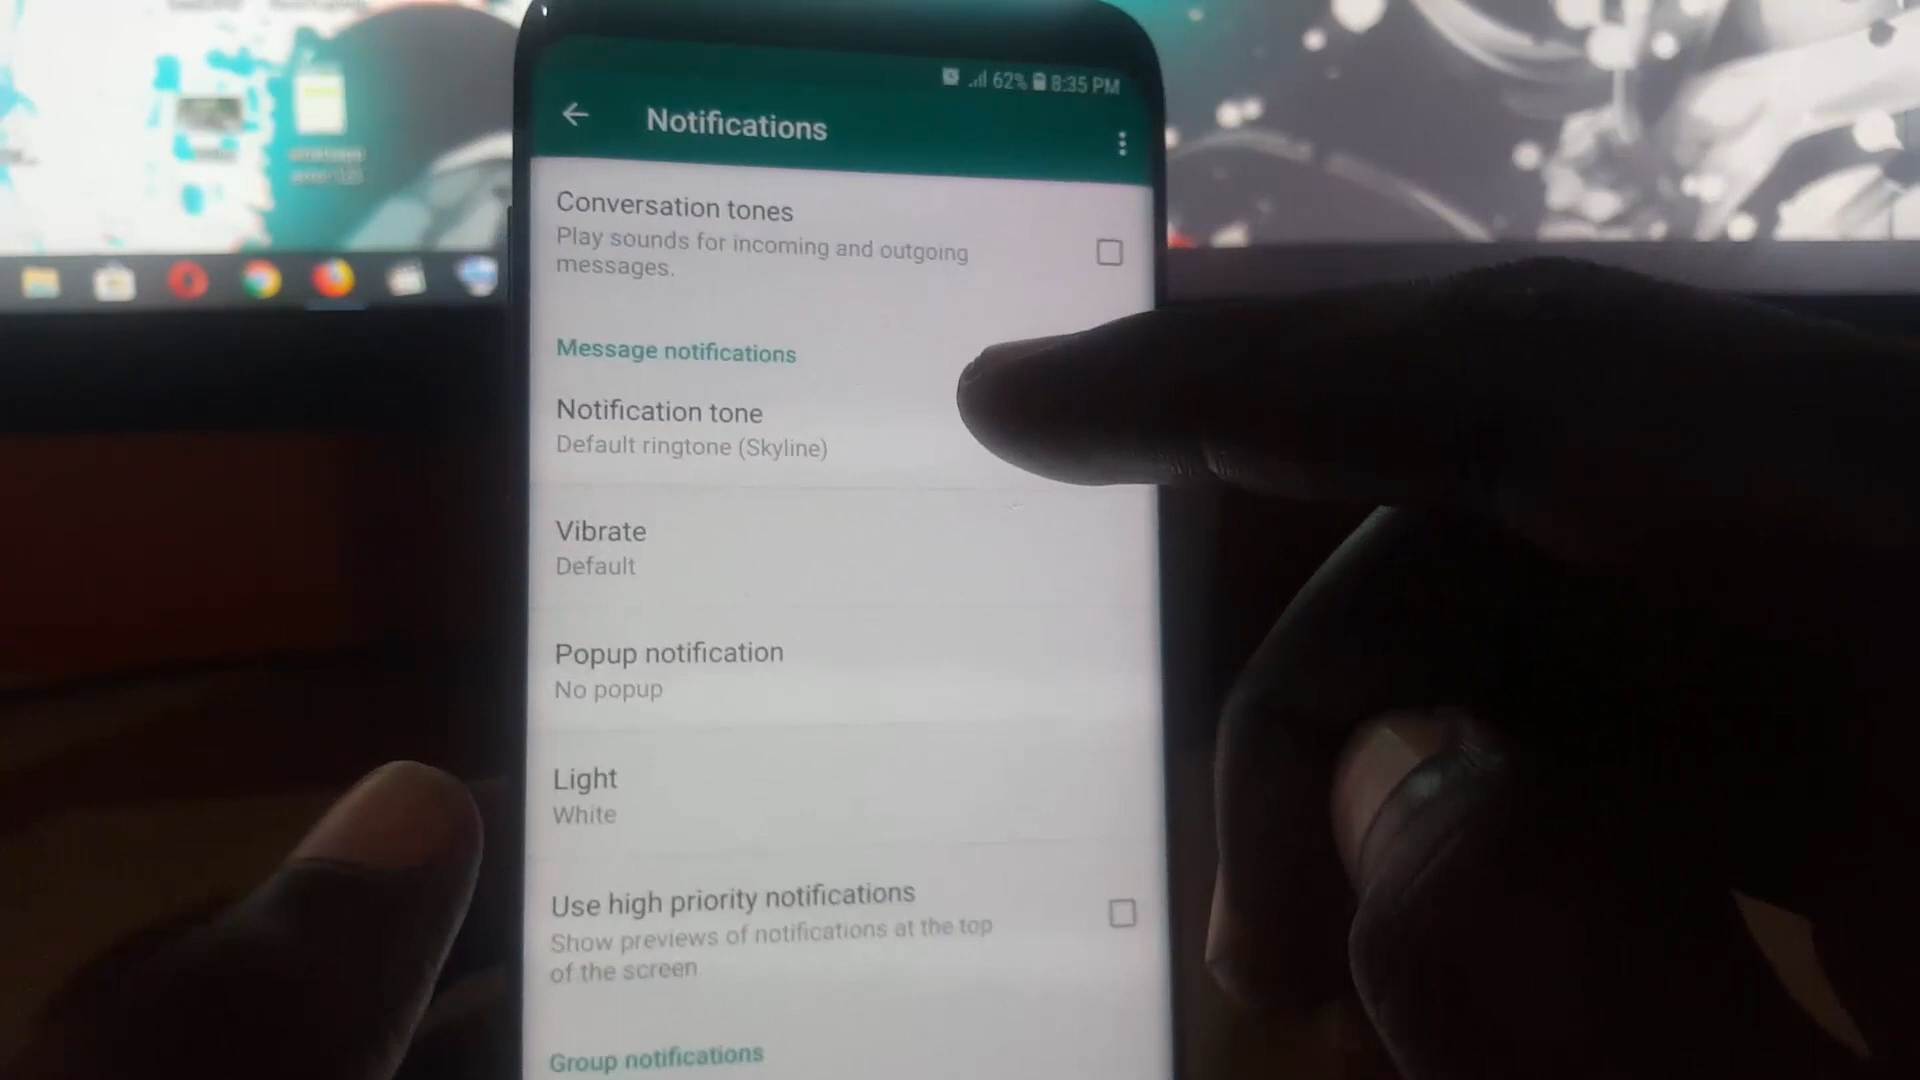 62% 8:35 PM
Notifications
Conversation tones
Play sounds for incoming and outgoing
messages.
Message notifications
Notification tone
Default ringtone (Skyline)
Vibrate
Default
Popup notification
No popup
Light
White
Use high priority notifications
Show previews of notifications at the top
of the screen
Group notifications